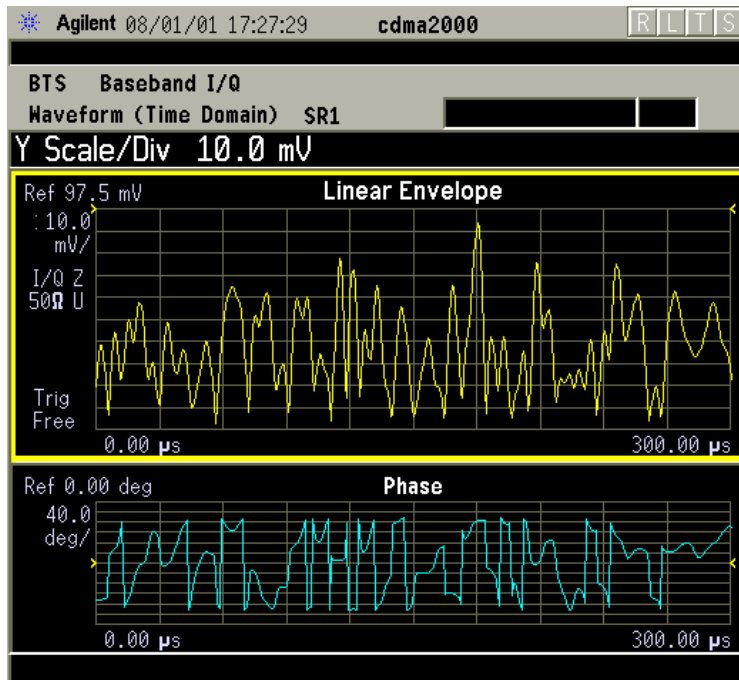 Agilent 08/01/01 17:27:29 cdma2000 R L T S
BTS Baseband I/Q
Waveform (Time Domain) SR1
Y Scale/Div 10.0 mV
Ref 97.5 mV Linear Envelope
:10.0
mV/
I/Q Z
50Ω U
Trig
Free
0.00 µs 300.00 µs
Ref 0.00 deg Phase
40.0
deg/
0.00 µs 300.00 µs